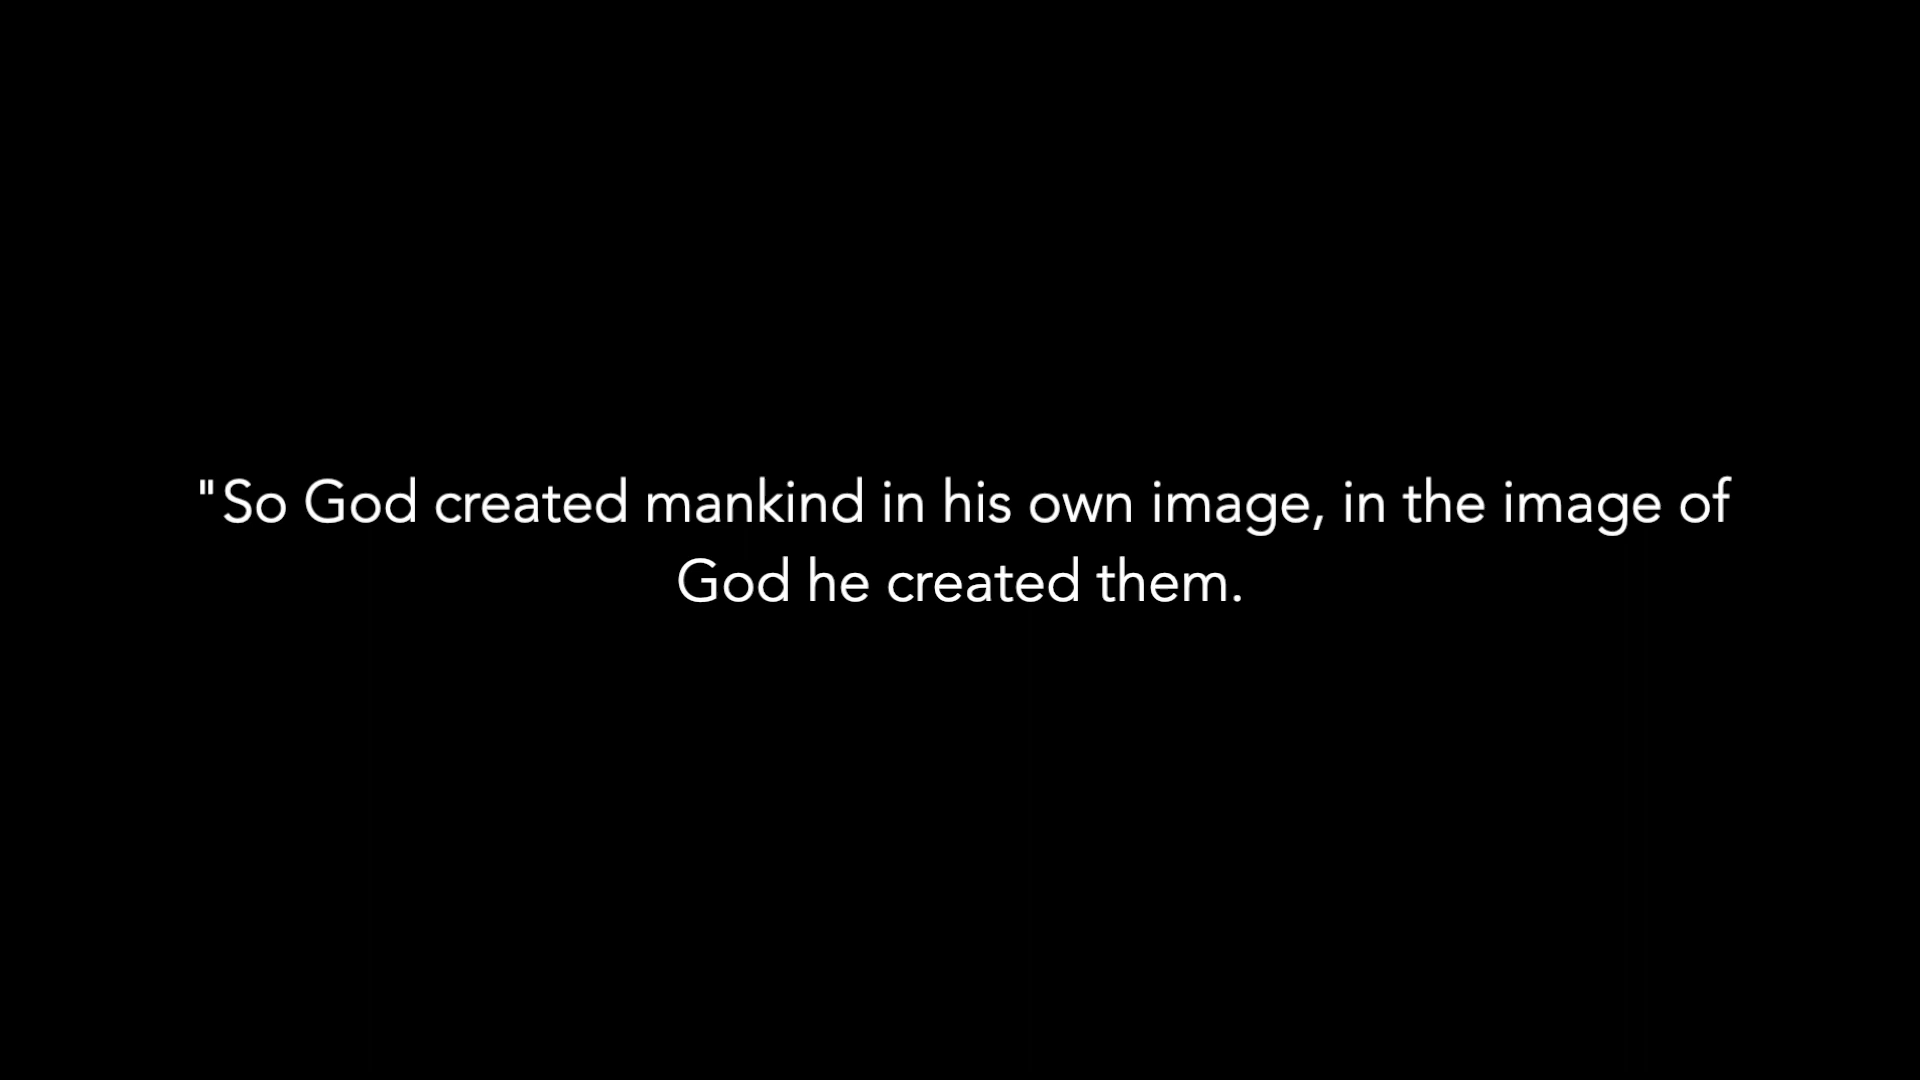 "So God created mankind in his own image, in the image of
God he created them.